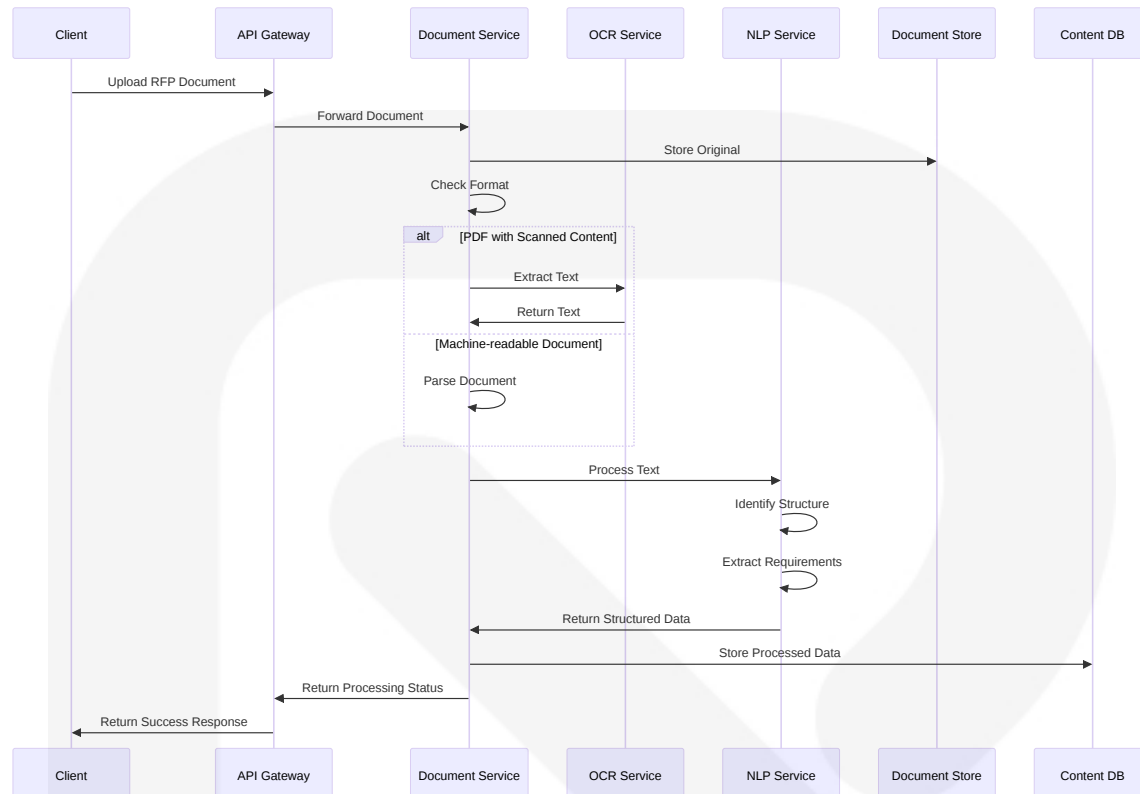 Client
API Gateway
Document Service
OCR Service
NLP Service
Document Store
Content DB
Upload RFP Document
Forward Document
Store Original
Check Format
alt
[PDF with Scanned Content]
Extract Text
Return Text
[Machine-readable Document]
Parse Document
Process Text
Identify Structure
Extract Requirements
Return Structured Data
Store Processed Data
Return Processing Status
Return Success Response
Client
API Gateway
Document Service
OCR Service
NLP Service
Document Store
Content DB